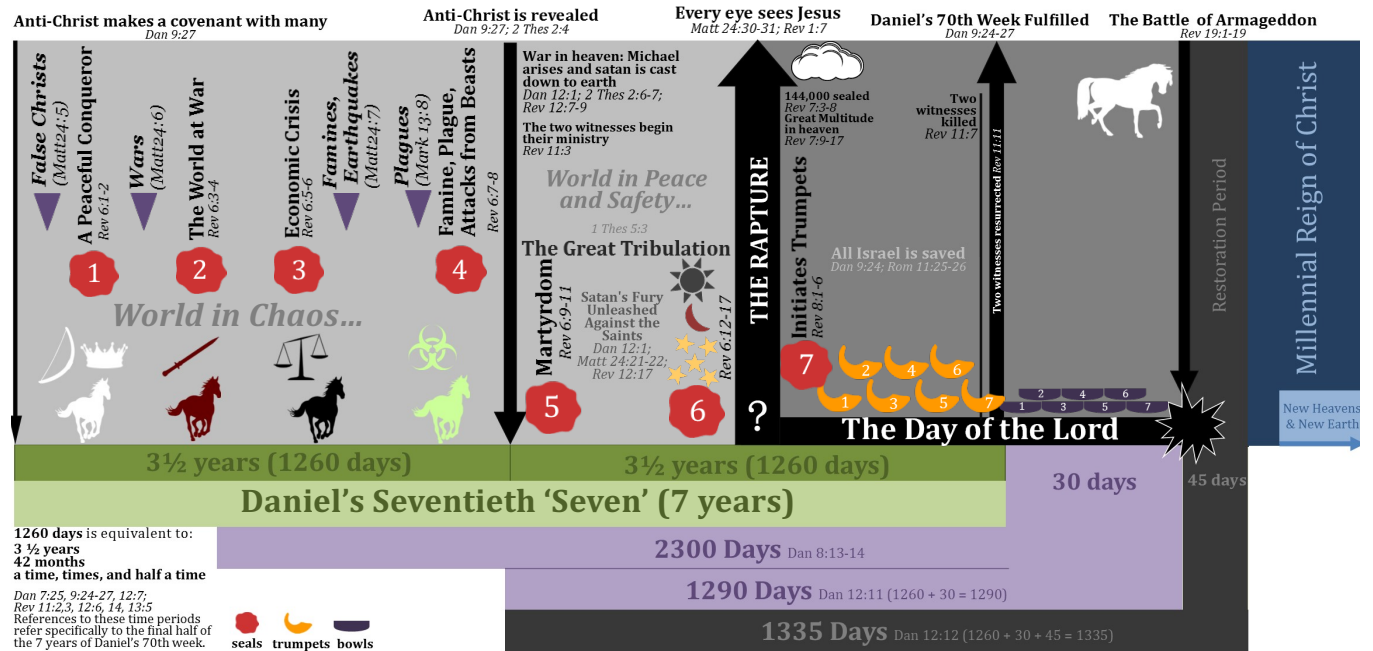 Anti-Christ makes a covenant with many
Dan 9:27
Anti-Christ is revealed
Dan 9:27; 2 Thes 2:4
Every eye sees Jesus
Matt 24:30-31; Rev 1:7
Daniel's 70th Week Fulfilled
Dan 9:24-27
The Battle of Armageddon
Rev 19:1-19
False Christs
(Matt24:5)
A Peaceful Conqueror
Rev 6:1-2
Wars
(Matt24:6)
The World at War
Rev 6:3-4
Economic Crisis
Rev 6:5-6
Famines,
Earthquakes
(Matt24:7)
Plagues
(Mark 13:8)
Famine, Plague,
Attacks from Beasts
Rev 6:7-8
1
2
3
4
World in Chaos...
War in heaven: Michael
arises and satan is cast
down to earth
Dan 12:1; 2 Thes 2:6-7;
Rev 12:7-9
The two witnesses begin
their ministry
Rev 11:3
World in Peace
and Safety...
1 Thes 5:3
The Great Tribulation
Martyrdom
Rev 6:9-11
Satan's Fury
Unleashed
Against the
Saints
Dan 12:1;
Matt 24:21-22;
Rev 12:17
Rev 6:12-17
5
6
THE RAPTURE
?
144,000 sealed
Rev 7:3-8
Great Multitude
in heaven
Rev 7:9-17
Initiates Trumpets
Rev 8:1-6
7
Two
witnesses
killed
Rev 11:7
Two witnesses resurrected Rev 11:11
All Israel is saved
Dan 9:24; Rom 11:25-26
2 4 6
1 3 5 7
2 4 6
1 3 5 7
The Day of the Lord
Restoration Period
Millennial Reign of Christ
New Heavens
& New Earth
3½ years (1260 days)
3½ years (1260 days)
30 days
45 days
Daniel's Seventieth 'Seven' (7 years)
2300 Days Dan 8:13-14
1290 Days Dan 12:11 (1260 + 30 = 1290)
1335 Days Dan 12:12 (1260 + 30 + 45 = 1335)
1260 days is equivalent to:
3 ½ years
42 months
a time, times, and half a time
Dan 7:25, 9:24-27, 12:7;
Rev 11:2,3, 12:6, 14, 13:5
References to these time periods
refer specifically to the final half of
the 7 years of Daniel's 70th week.
seals trumpets bowls